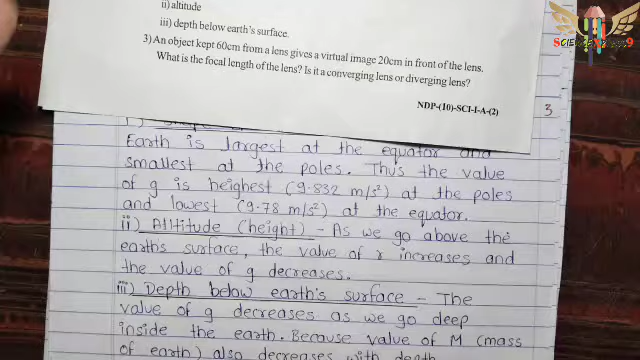 ii) altitude
iii) depth below earth's surface.
3) An object kept 60cm from a lens gives a virtual image 20cm in front of the lens.
What is the focal length of the lens? Is it a converging lens or diverging lens?
NDP-(10)-SCI-I-A-(2)
3
Earth is largest at the equator and
smallest at the poles. Thus the value
of g is heighest (9.832 m/s²) at the poles
and lowest (9.78 m/s²) at the equator.
ii) Altitude (height) - As we go above the
earths surface, the value of r increases and
the value of g decreases.
iii) Depth below earth's surface - The
value of g decreases as we go deep
inside the earth. Because value of M (mass
of earth) also decreases with depth